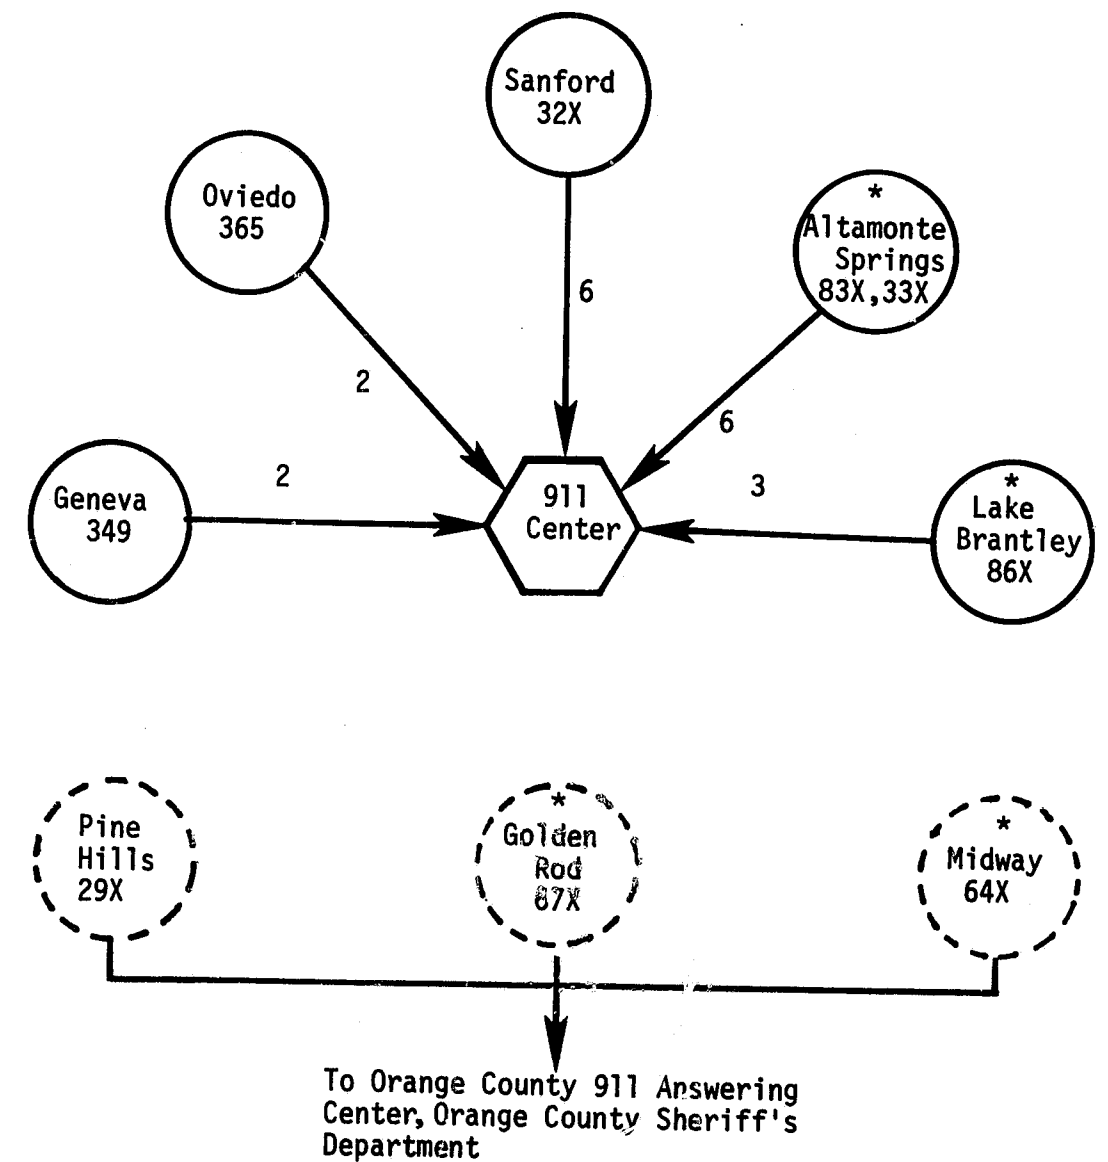 Sanford
32X
Oviedo
365
*
Altamonte
Springs
83X,33X
6
2
6
Geneva
349
2
911
Center
3
*
Lake
Brantley
86X
Pine
Hills
29X
*
Golden
Rod
67X
*
Midway
64X
To Orange County 911 Answering
Center, Orange County Sheriff's
Department